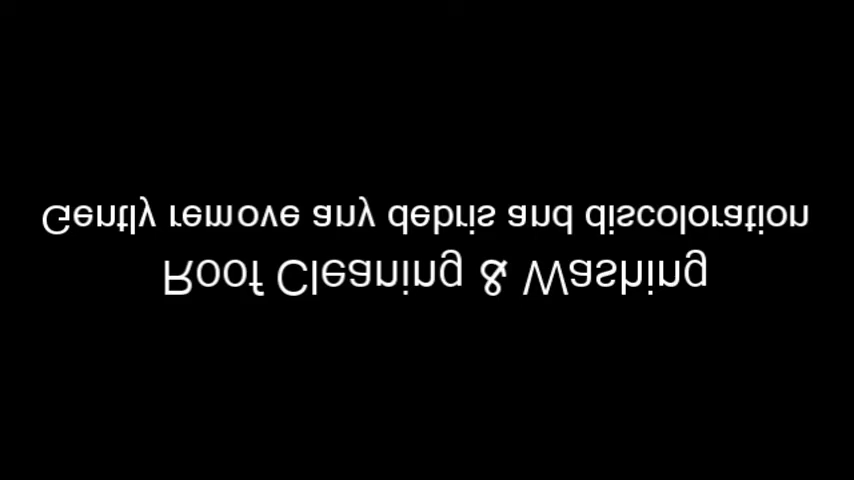 Roof Cleaning & Washing
Gently remove any debris and discoloration